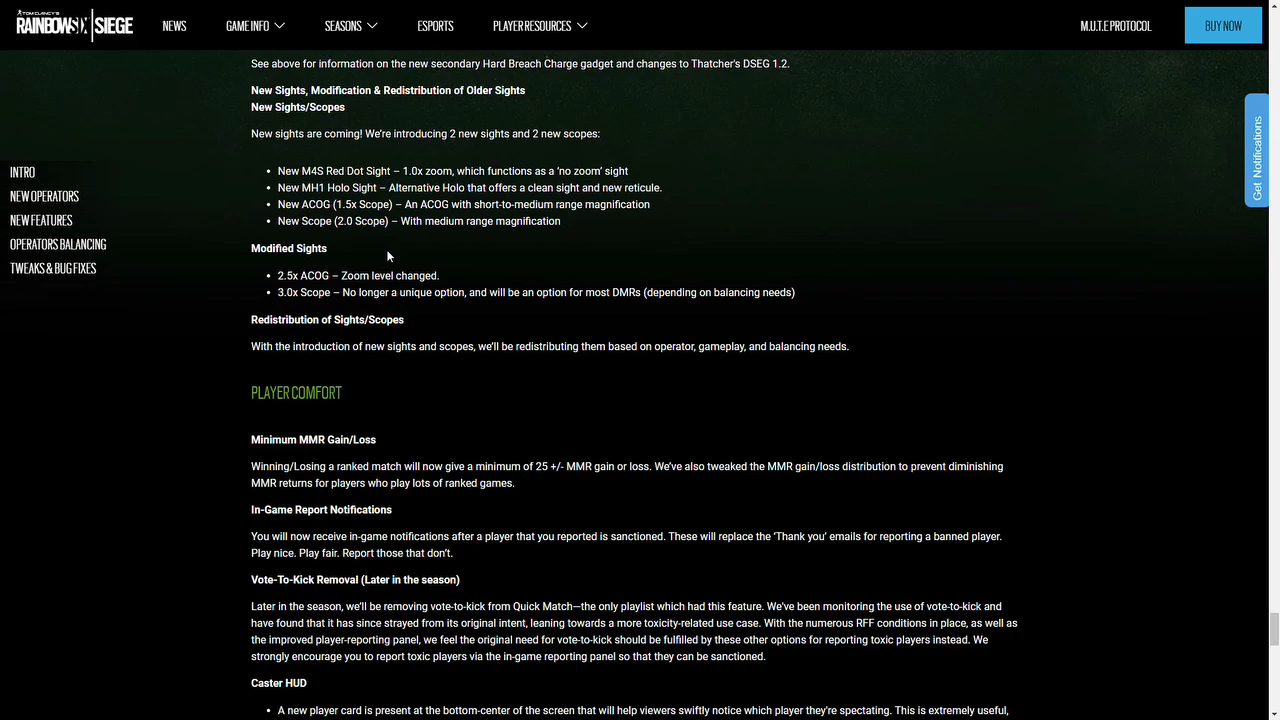 TOM CLANCY'S
RAINBOWSIX|SIEGE
NEWS
GAME INFO
SEASONS
ESPORTS
PLAYER RESOURCES
M.U.T.E PROTOCOL
BUY NOW
Get Notifications
INTRO
NEW OPERATORS
NEW FEATURES
OPERATORS BALANCING
TWEAKS & BUG FIXES
See above for information on the new secondary Hard Breach Charge gadget and changes to Thatcher's DSEG 1.2.
New Sights, Modification & Redistribution of Older Sights
New Sights/Scopes
New sights are coming! We're introducing 2 new sights and 2 new scopes:
• New M4S Red Dot Sight – 1.0x zoom, which functions as a 'no zoom' sight
• New MH1 Holo Sight – Alternative Holo that offers a clean sight and new reticule.
• New ACOG (1.5x Scope) – An ACOG with short-to-medium range magnification
• New Scope (2.0 Scope) – With medium range magnification
Modified Sights
• 2.5x ACOG – Zoom level changed.
• 3.0x Scope – No longer a unique option, and will be an option for most DMRs (depending on balancing needs)
Redistribution of Sights/Scopes
With the introduction of new sights and scopes, we'll be redistributing them based on operator, gameplay, and balancing needs.
PLAYER COMFORT
Minimum MMR Gain/Loss
Winning/Losing a ranked match will now give a minimum of 25 +/- MMR gain or loss. We've also tweaked the MMR gain/loss distribution to prevent diminishing
MMR returns for players who play lots of ranked games.
In-Game Report Notifications
You will now receive in-game notifications after a player that you reported is sanctioned. These will replace the 'Thank you' emails for reporting a banned player.
Play nice. Play fair. Report those that don't.
Vote-To-Kick Removal (Later in the season)
Later in the season, we'll be removing vote-to-kick from Quick Match—the only playlist which had this feature. We've been monitoring the use of vote-to-kick and
have found that it has since strayed from its original intent, leaning towards a more toxicity-related use case. With the numerous RFF conditions in place, as well as
the improved player-reporting panel, we feel the original need for vote-to-kick should be fulfilled by these other options for reporting toxic players instead. We
strongly encourage you to report toxic players via the in-game reporting panel so that they can be sanctioned.
Caster HUD
• A new player card is present at the bottom-center of the screen that will help viewers swiftly notice which player they're spectating. This is extremely useful,